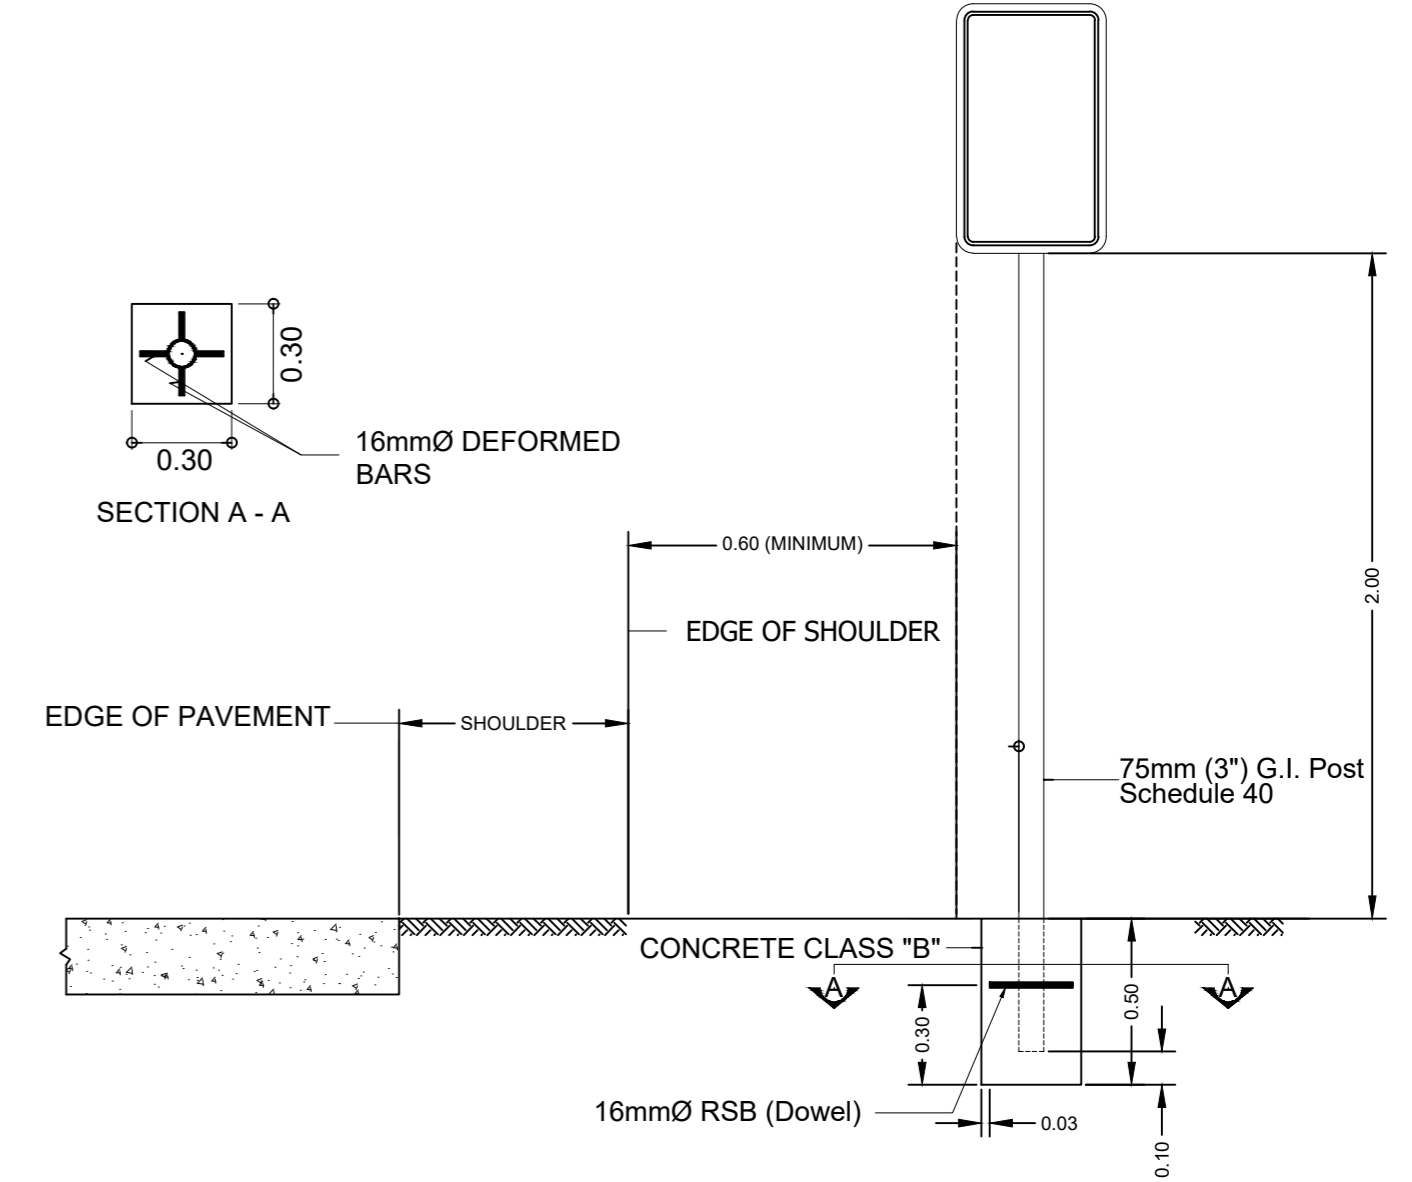 0.30
0.30
16mmØ DEFORMED
BARS
SECTION A - A
0.60 (MINIMUM)
2.00
EDGE OF SHOULDER
EDGE OF PAVEMENT
SHOULDER
75mm (3") G.I. Post
Schedule 40
CONCRETE CLASS "B"
A
A
0.50
0.30
16mmØ RSB (Dowel)
0.03
0.10